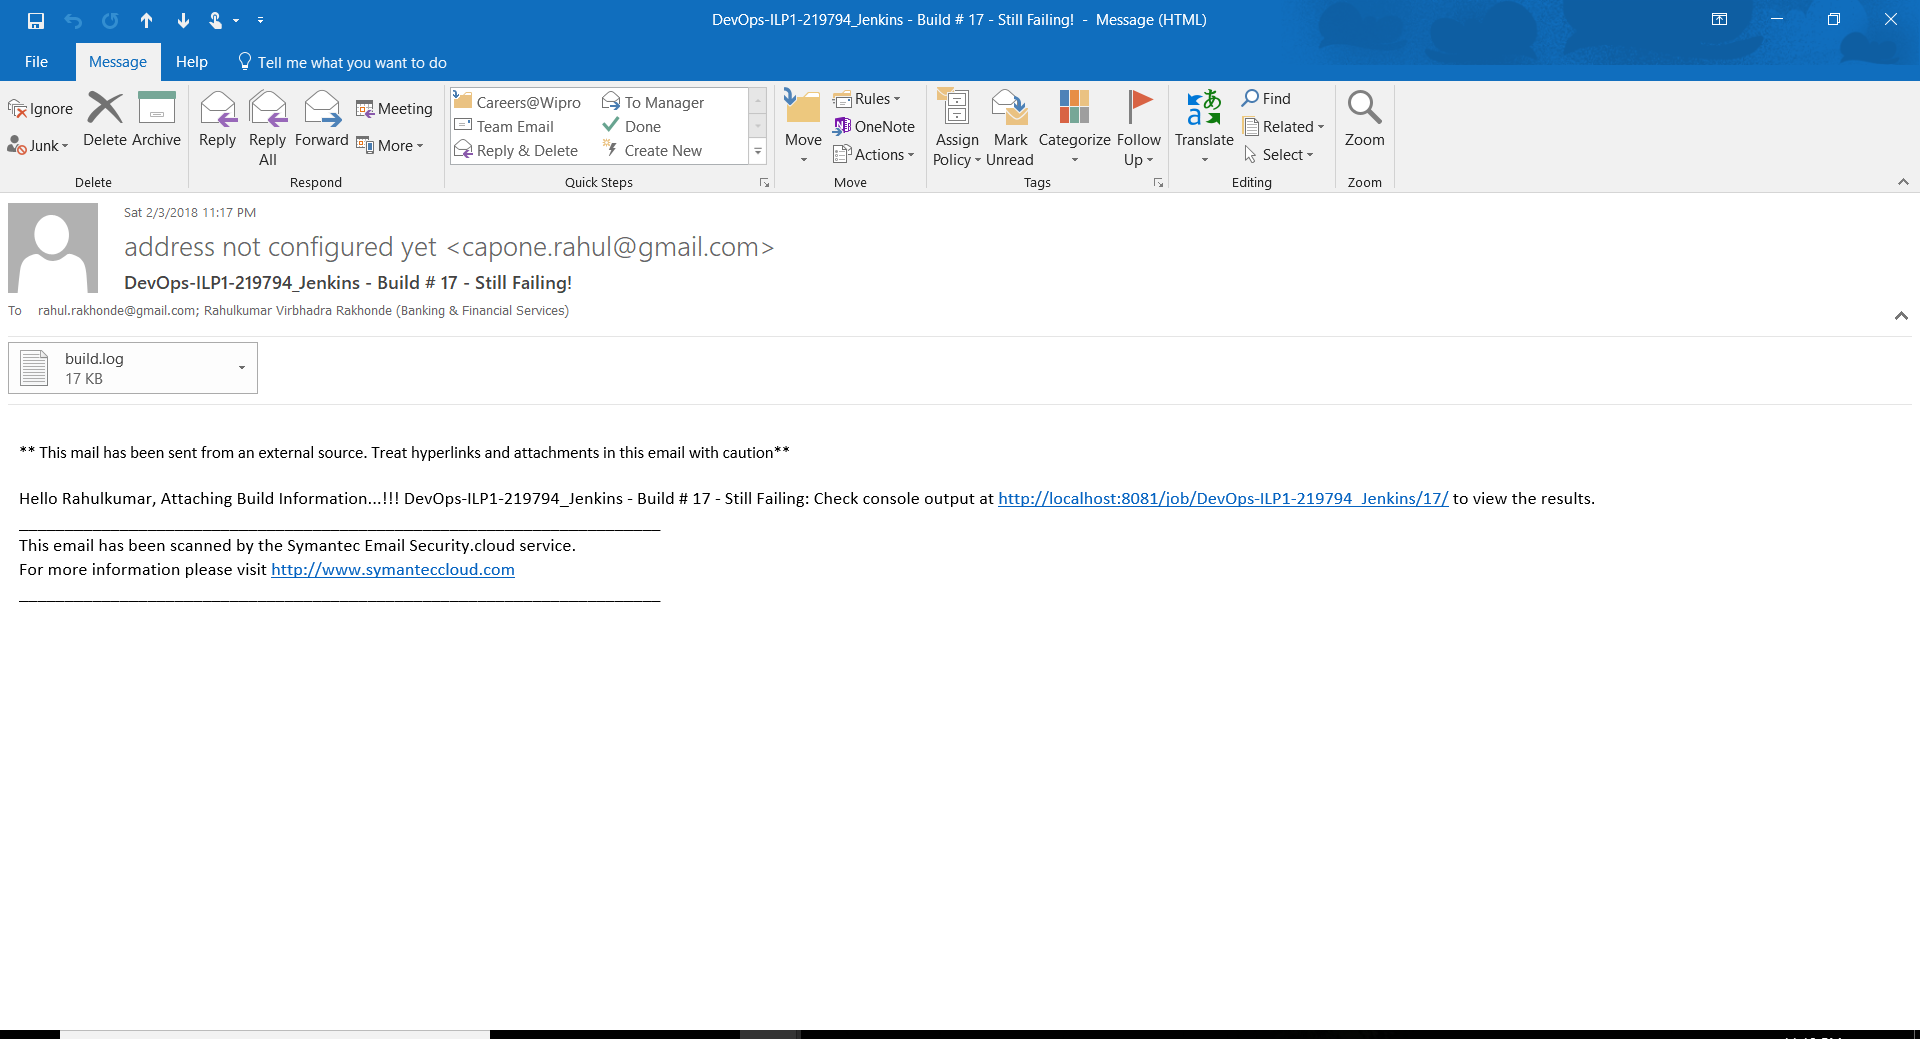 DevOps-ILP1-219794_Jenkins - Build # 17 - Still Failing! - Message (HTML)
File Message Help Tell me what you want to do
Ignore
Junk
Delete Archive
Delete
Reply Reply All Forward
Meeting
More
Respond
Careers@Wipro To Manager
Team Email Done
Reply & Delete Create New
Quick Steps
Move
Rules
OneNote
Actions
Move
Assign Policy Mark Unread Categorize Follow Up
Tags
Translate
Find
Related
Select
Editing
Zoom
Zoom
Sat 2/3/2018 11:17 PM
address not configured yet <capone.rahul@gmail.com>
DevOps-ILP1-219794_Jenkins - Build # 17 - Still Failing!
To rahul.rakhonde@gmail.com; Rahulkumar Virbhadra Rakhonde (Banking & Financial Services)
build.log
17 KB
** This mail has been sent from an external source. Treat hyperlinks and attachments in this email with caution**
Hello Rahulkumar, Attaching Build Information...!!! DevOps-ILP1-219794_Jenkins - Build # 17 - Still Failing: Check console output at http://localhost:8081/job/DevOps-ILP1-219794_Jenkins/17/ to view the results.
This email has been scanned by the Symantec Email Security.cloud service.
For more information please visit http://www.symanteccloud.com